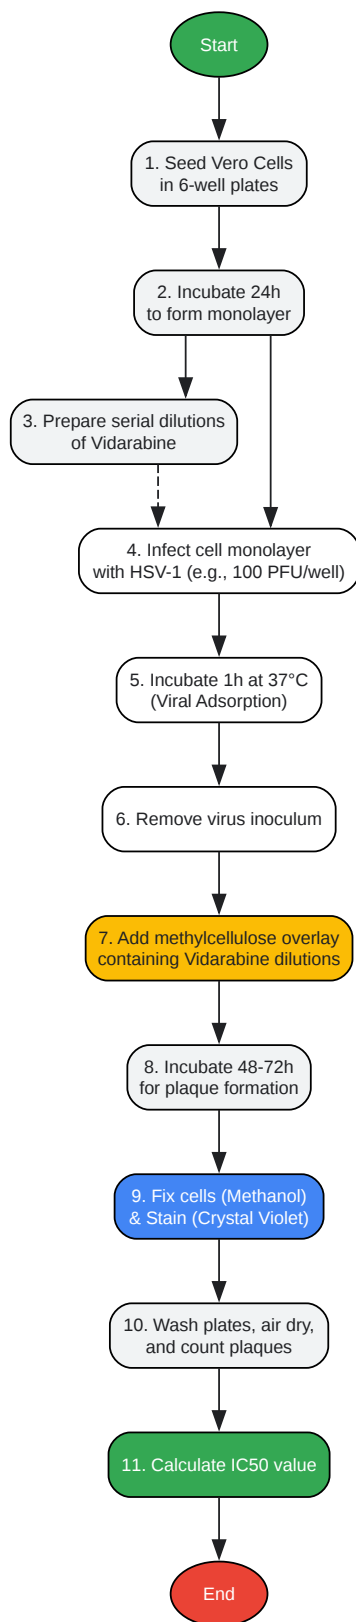 Start
1. Seed Vero Cells
in 6-well plates
2. Incubate 24h
to form monolayer
3. Prepare serial dilutions
of Vidarabine
4. Infect cell monolayer
with HSV-1 (e.g., 100 PFU/well)
5. Incubate 1h at 37°C
(Viral Adsorption)
6. Remove virus inoculum
7. Add methylcellulose overlay
containing Vidarabine dilutions
8. Incubate 48-72h
for plaque formation
9. Fix cells (Methanol)
& Stain (Crystal Violet)
10. Wash plates, air dry,
and count plaques
11. Calculate IC50 value
End